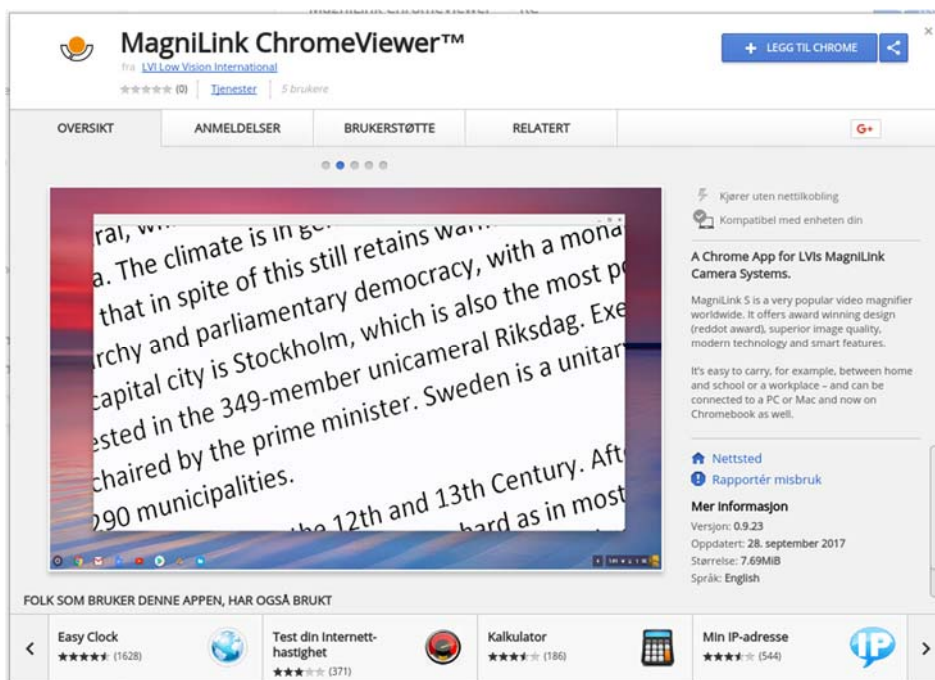 MagniLink ChromeViewer™
fra LVI Low Vision International
(0) Tjenester 5 brukere
+ LEGG TIL CHROME
OVERSIKT ANMELDELSER BRUKERSTØTTE RELATERT G+
ral,
a. The climate is in
that in spite of this still retains
rchy and parliamentary democracy, with a mona
capital city is Stockholm, which is also the most po
ested in the 349-member unicameral Riksdag. Exe
chaired by the prime minister. Sweden is a unitar
290 municipalities.
12th and 13th Century. Aft
hard as in most
Kjører uten nettilkobling
Kompatibel med enheten din
A Chrome App for LVIs MagniLink
Camera Systems.
MagniLink S is a very popular video magnifier
worldwide. It offers award winning design
(reddot award), superior image quality,
modern technology and smart features.
It's easy to carry, for example, between home
and school or a workplace – and can be
connected to a PC or Mac and now on
Chromebook as well.
Nettsted
Rapportér misbruk
Mer informasjon
Versjon: 0.9.23
Oppdatert: 28. september 2017
Størrelse: 7.69MiB
Språk: English
FOLK SOM BRUKER DENNE APPEN, HAR OGSÅ BRUKT
Easy Clock
(1628)
Test din Internett-
hastighet
(371)
Kalkulator
(186)
Min IP-adresse
(544)
IP